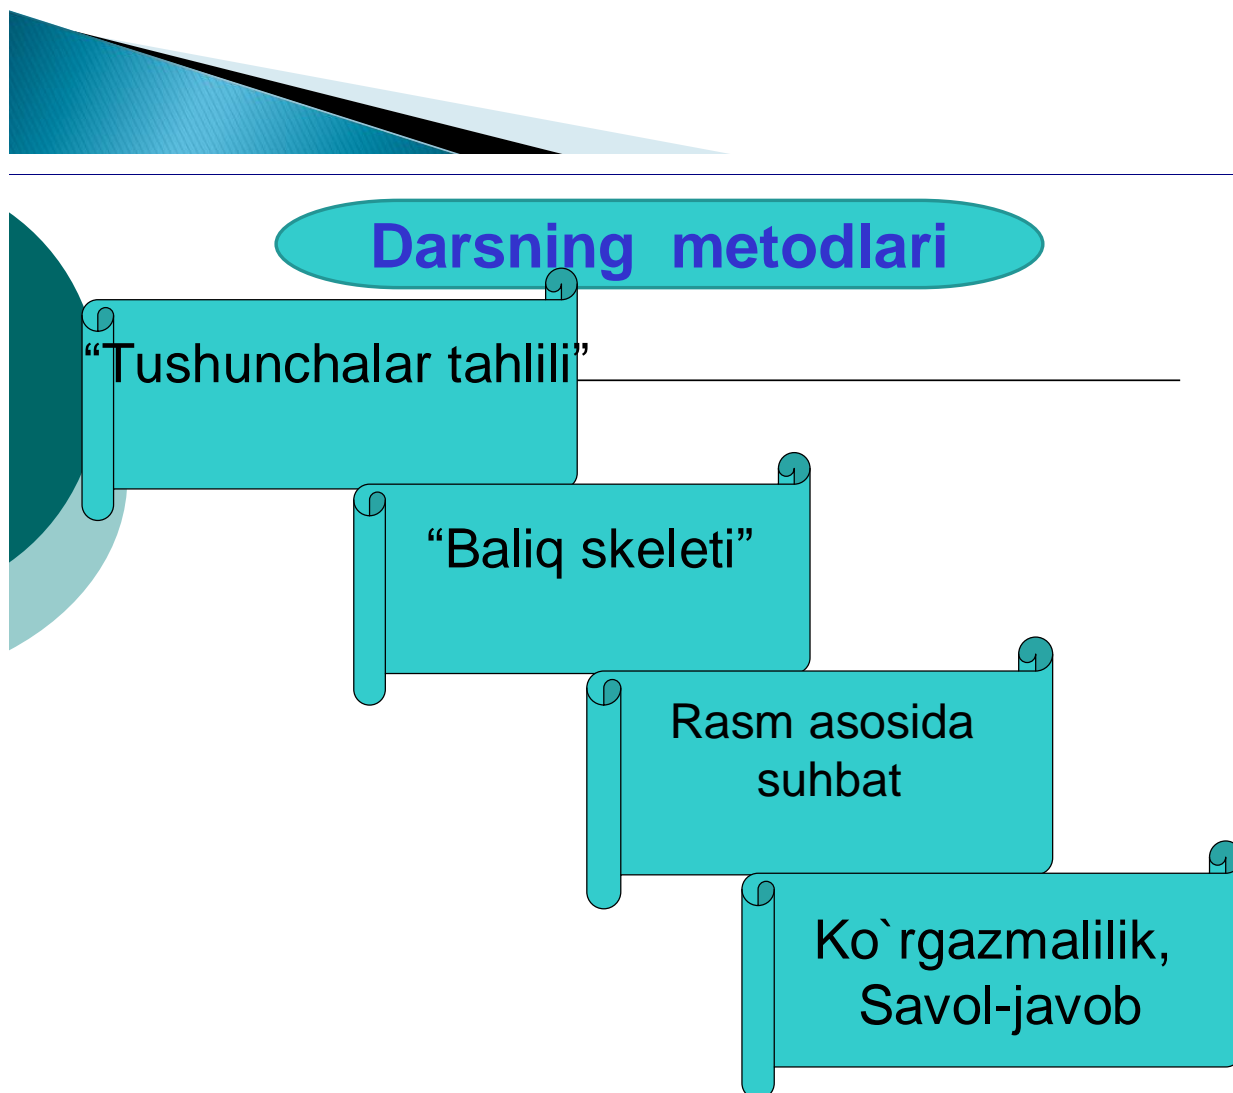 Darsning metodlari
“Tushunchalar tahlili”
“Baliq skeleti”
Rasm asosida
suhbat
Ko`rgazmalilik,
Savol-javob